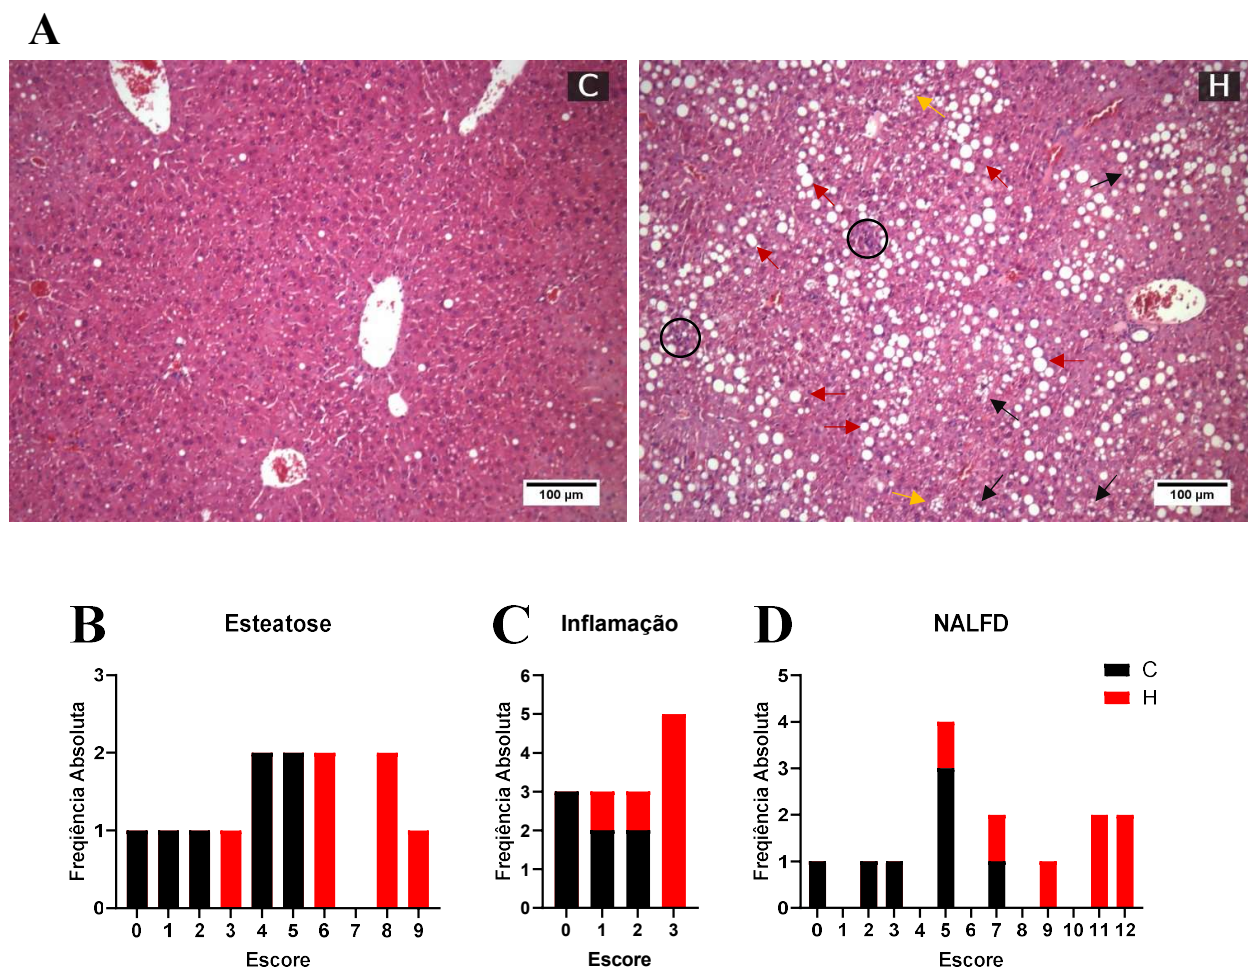 A
C
H
100 µm
100 µm
B
Esteatose
C
Inflamação
D
NALFD
Freqiência Absoluta
3
2
1
0
0 1 2 3 4 5 6 7 8 9
Escore
Freqiência Absoluta
6
5
4
3
2
1
0
0 1 2 3
Escore
Freqiência Absoluta
5
4
3
2
1
0
0 1 2 3 4 5 6 7 8 9 10 11 12
Escore
C
H